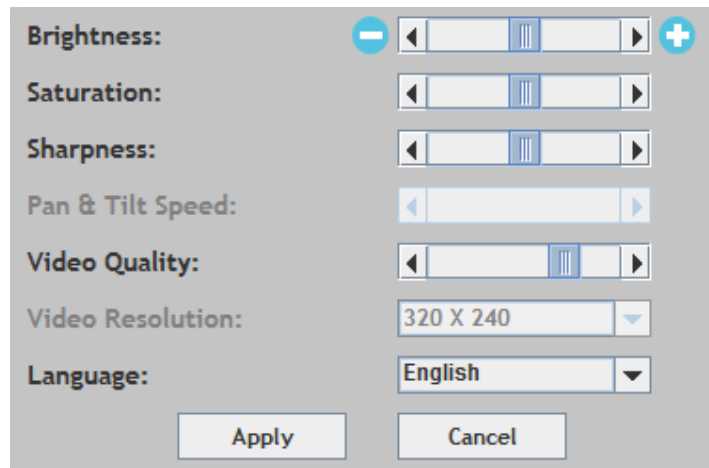 Brightness:
Saturation:
Sharpness:
Pan & Tilt Speed:
Video Quality:
Video Resolution: 320 X 240
Language: English
Apply Cancel